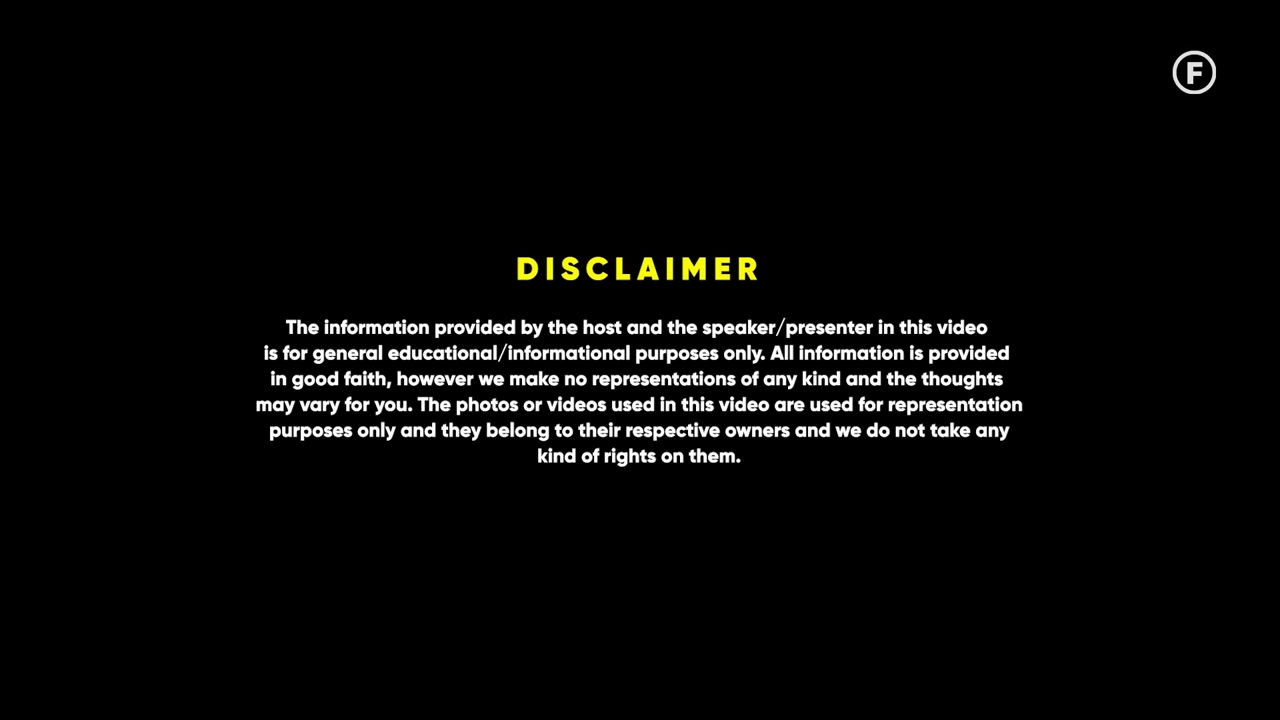 F
DISCLAIMER
The information provided by the host and the speaker/presenter in this video
is for general educational/informational purposes only. All information is provided
in good faith, however we make no representations of any kind and the thoughts
may vary for you. The photos or videos used in this video are used for representation
purposes only and they belong to their respective owners and we do not take any
kind of rights on them.